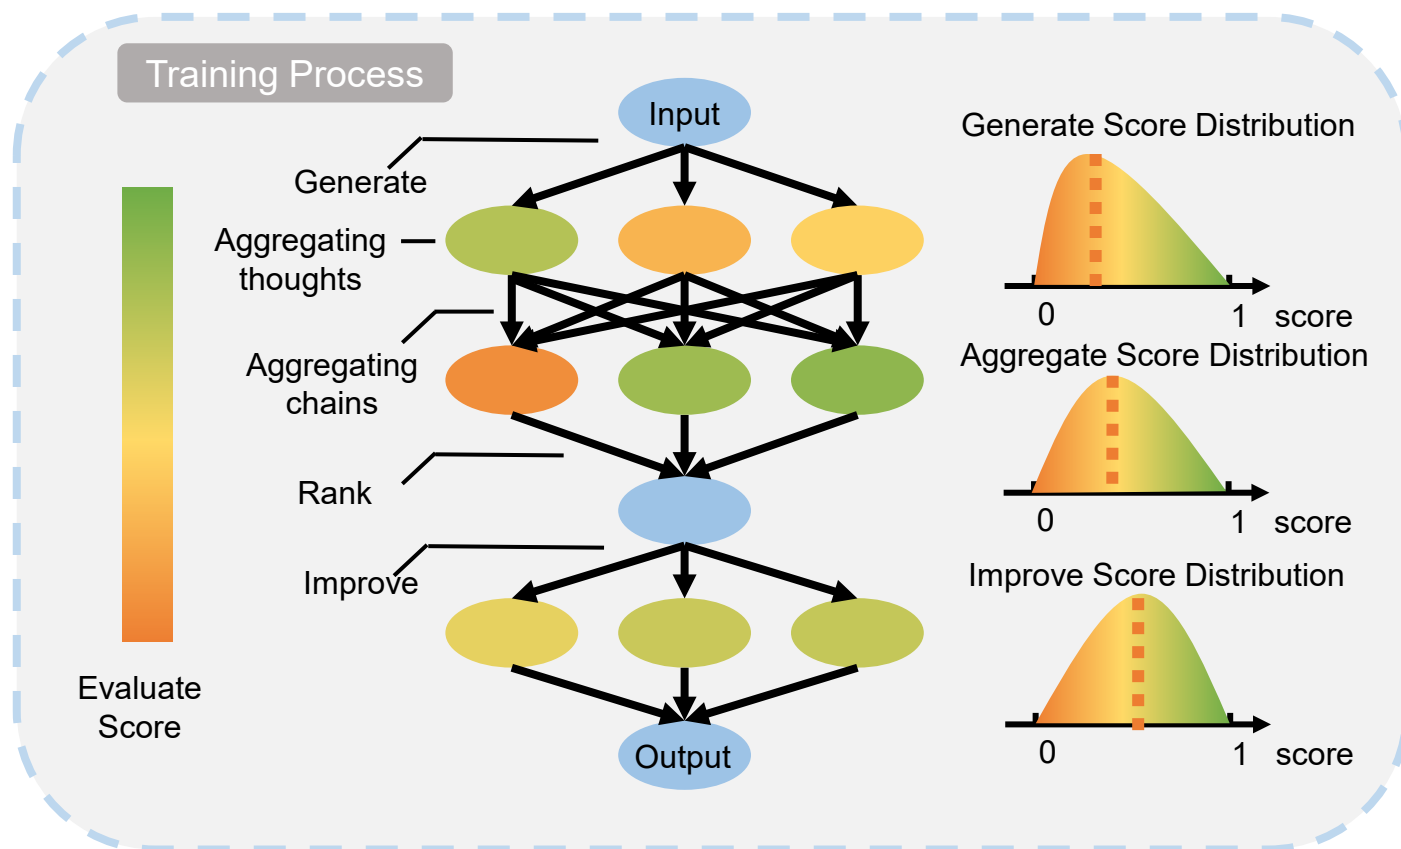 Training Process
Input
Generate
Aggregating
thoughts
Aggregating
chains
Rank
Improve
Output
Evaluate
Score
Generate Score Distribution
0 1 score
Aggregate Score Distribution
0 1 score
Improve Score Distribution
0 1 score